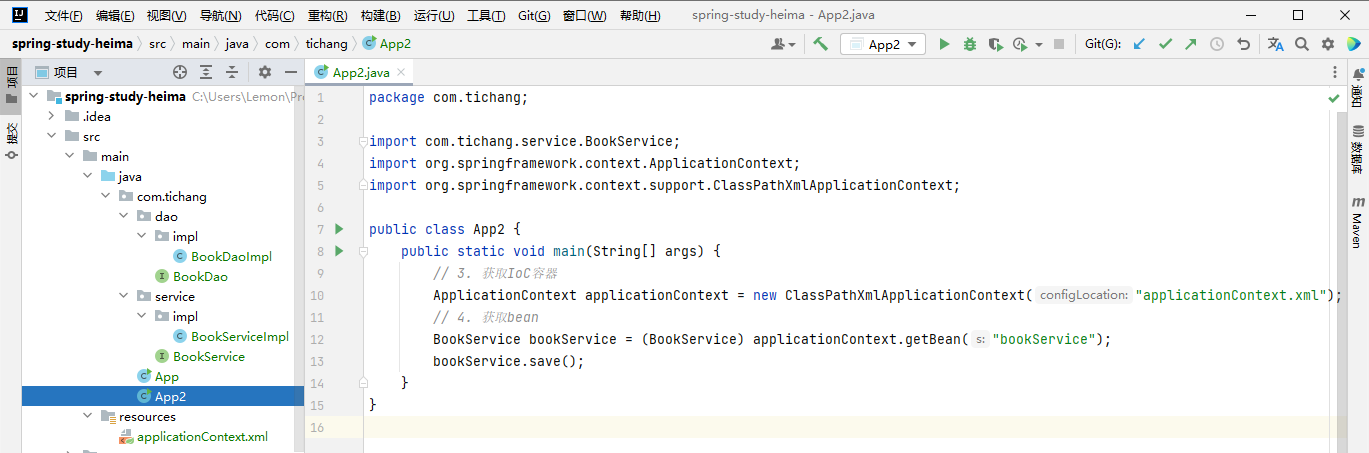 文件(F) 编辑(E) 视图(V) 导航(N) 代码(C) 重构(R) 构建(B) 运行(U) 工具(T) Git(G) 窗口(W) 帮助(H) spring-study-heima - App2.java
spring-study-heima src main java com tichang App2 App2 Git(G):
项目
提交
项目
spring-study-heima C:\Users\Lemon\Pr
.idea
src
main
java
com.tichang
dao
impl
BookDaoImpl
BookDao
service
impl
BookServiceImpl
BookService
App
App2
resources
applicationContext.xml
App2.java
1 package com.tichang;
2
3 import com.tichang.service.BookService;
4 import org.springframework.context.ApplicationContext;
5 import org.springframework.context.support.ClassPathXmlApplicationContext;
6
7 public class App2 {
8 public static void main(String[] args) {
9 // 3. 获取IoC容器
10 ApplicationContext applicationContext = new ClassPathXmlApplicationContext( configLocation: "applicationContext.xml");
11 // 4. 获取bean
12 BookService bookService = (BookService) applicationContext.getBean( s: "bookService");
13 bookService.save();
14 }
15 }
16
通知
数据库
m Maven